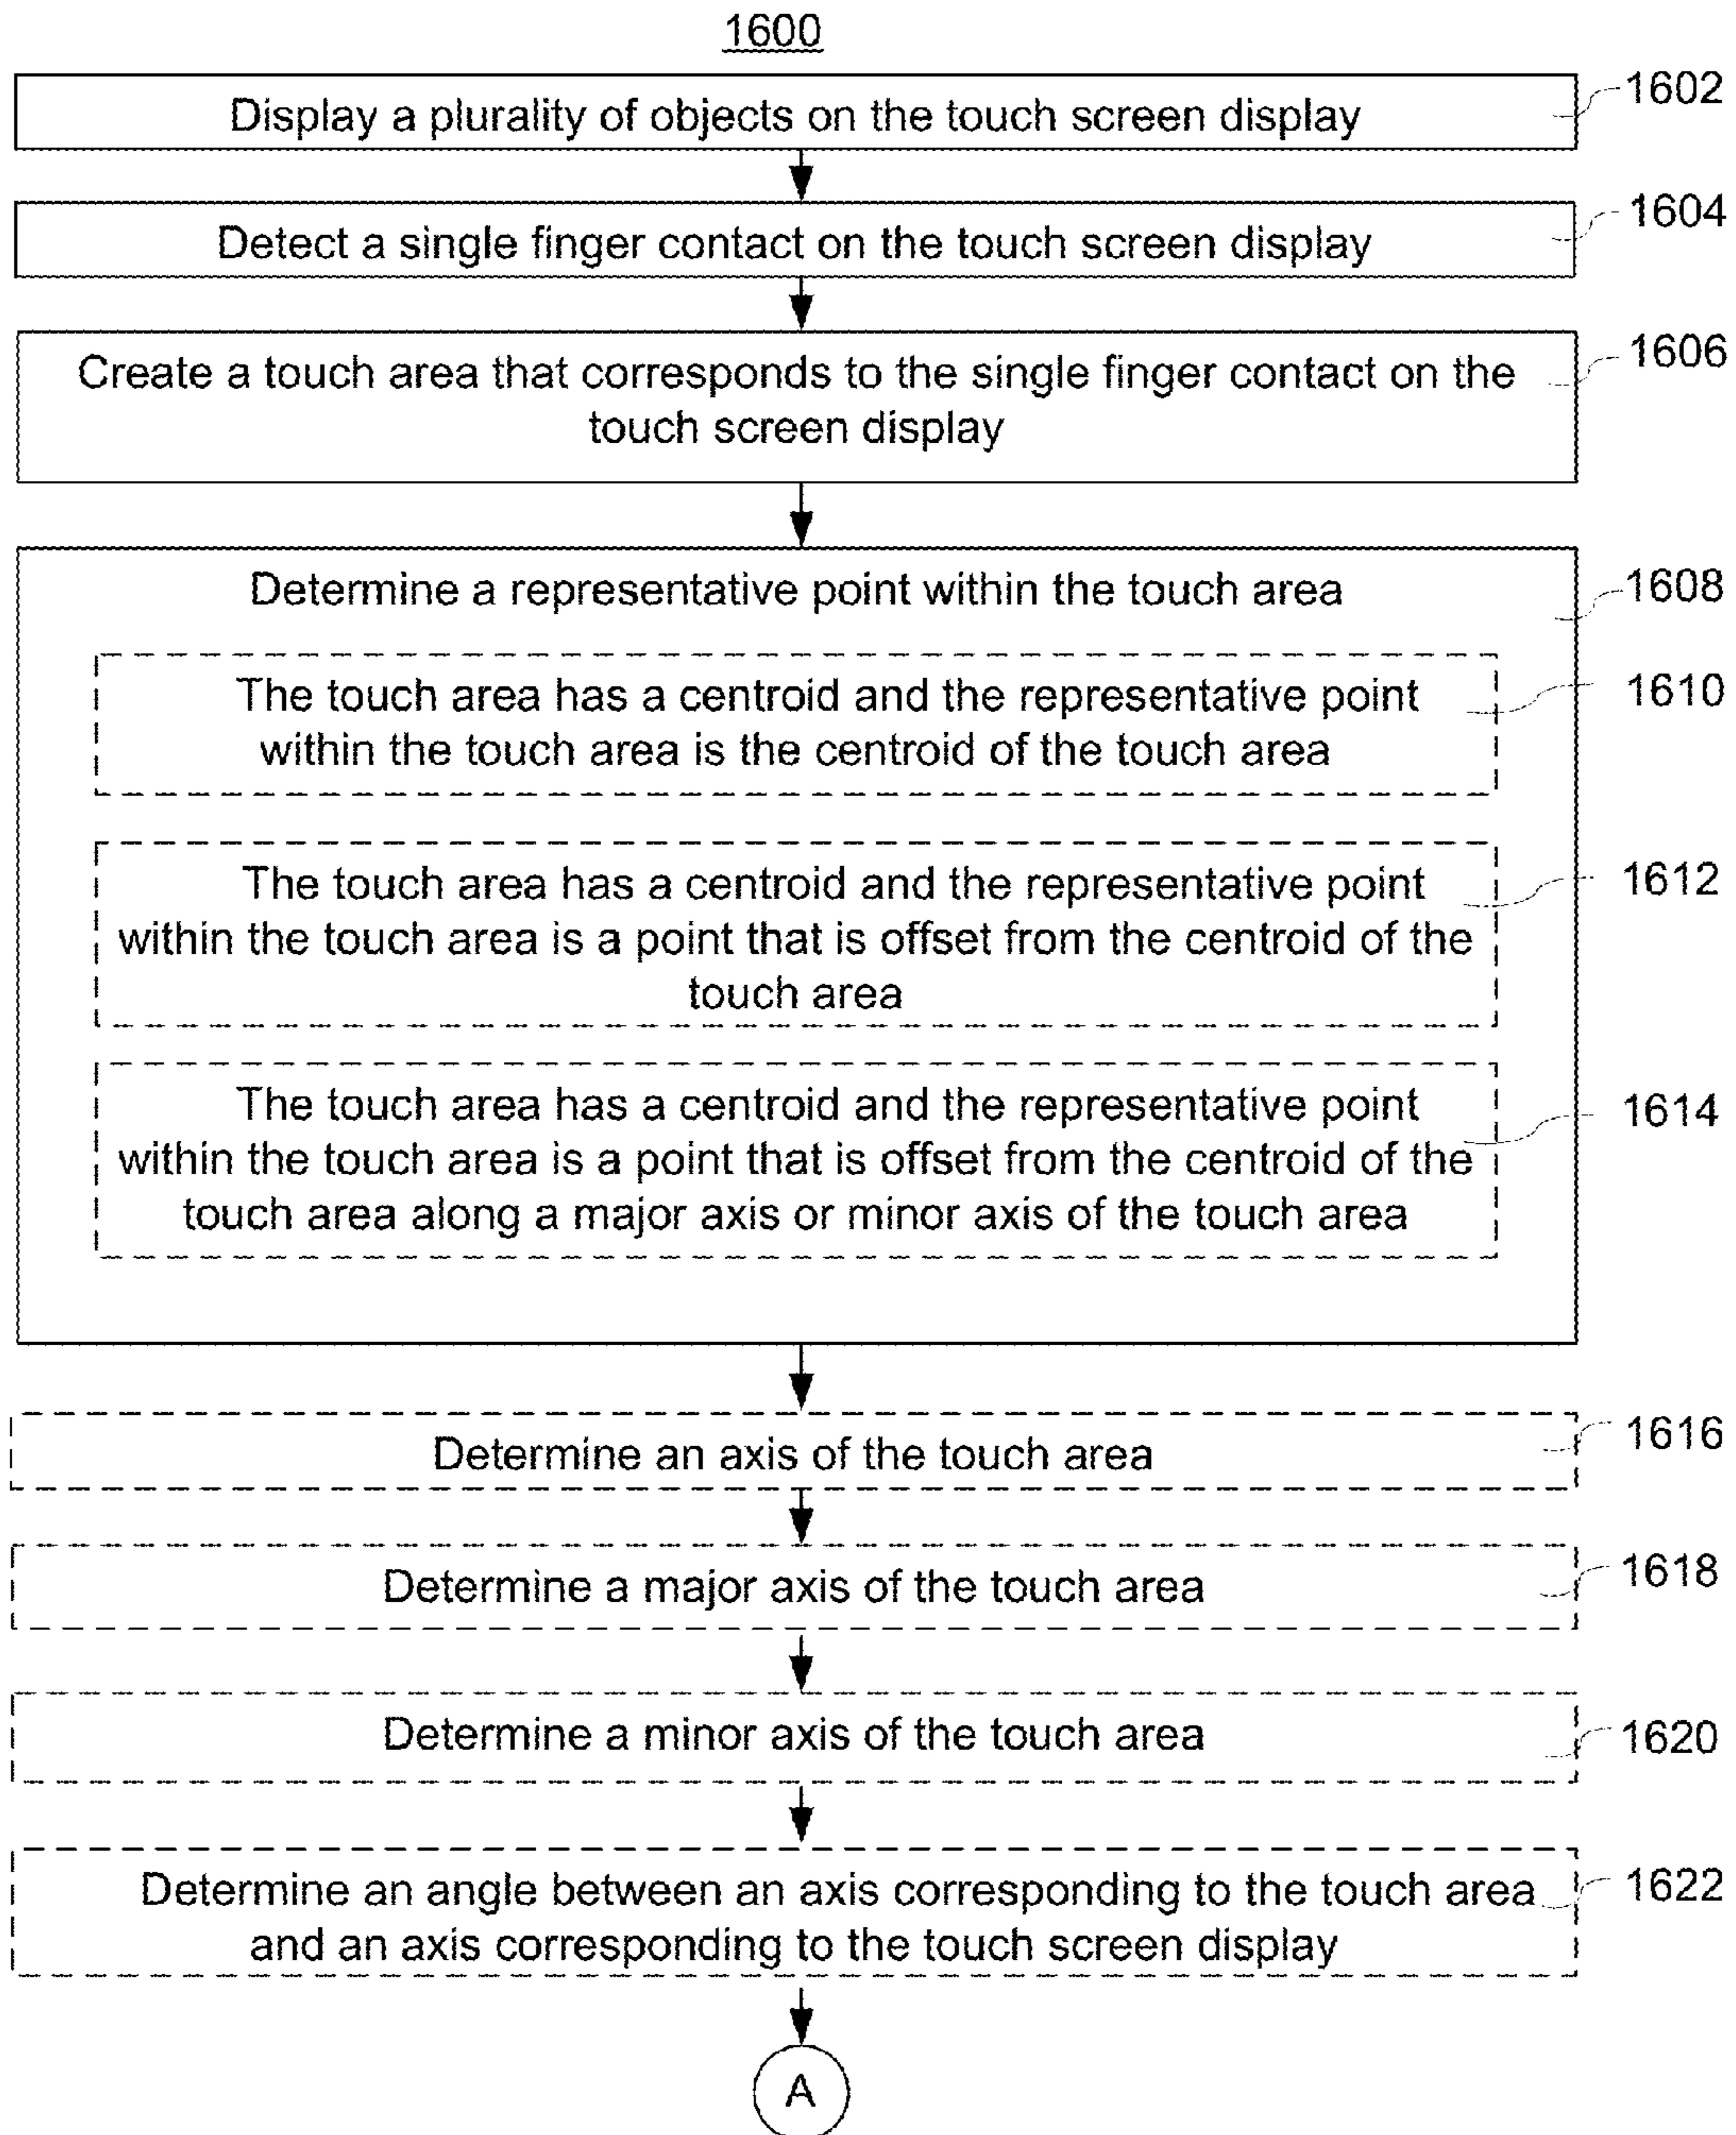 1600
Display a plurality of objects on the touch screen display
1602
Detect a single finger contact on the touch screen display
1604
Create a touch area that corresponds to the single finger contact on the
touch screen display
1606
Determine a representative point within the touch area
1608
The touch area has a centroid and the representative point
within the touch area is the centroid of the touch area
1610
The touch area has a centroid and the representative point
within the touch area is a point that is offset from the centroid of the
touch area
1612
The touch area has a centroid and the representative point
within the touch area is a point that is offset from the centroid of the
touch area along a major axis or minor axis of the touch area
1614
Determine an axis of the touch area
1616
Determine a major axis of the touch area
1618
Determine a minor axis of the touch area
1620
Determine an angle between an axis corresponding to the touch area
and an axis corresponding to the touch screen display
1622
A